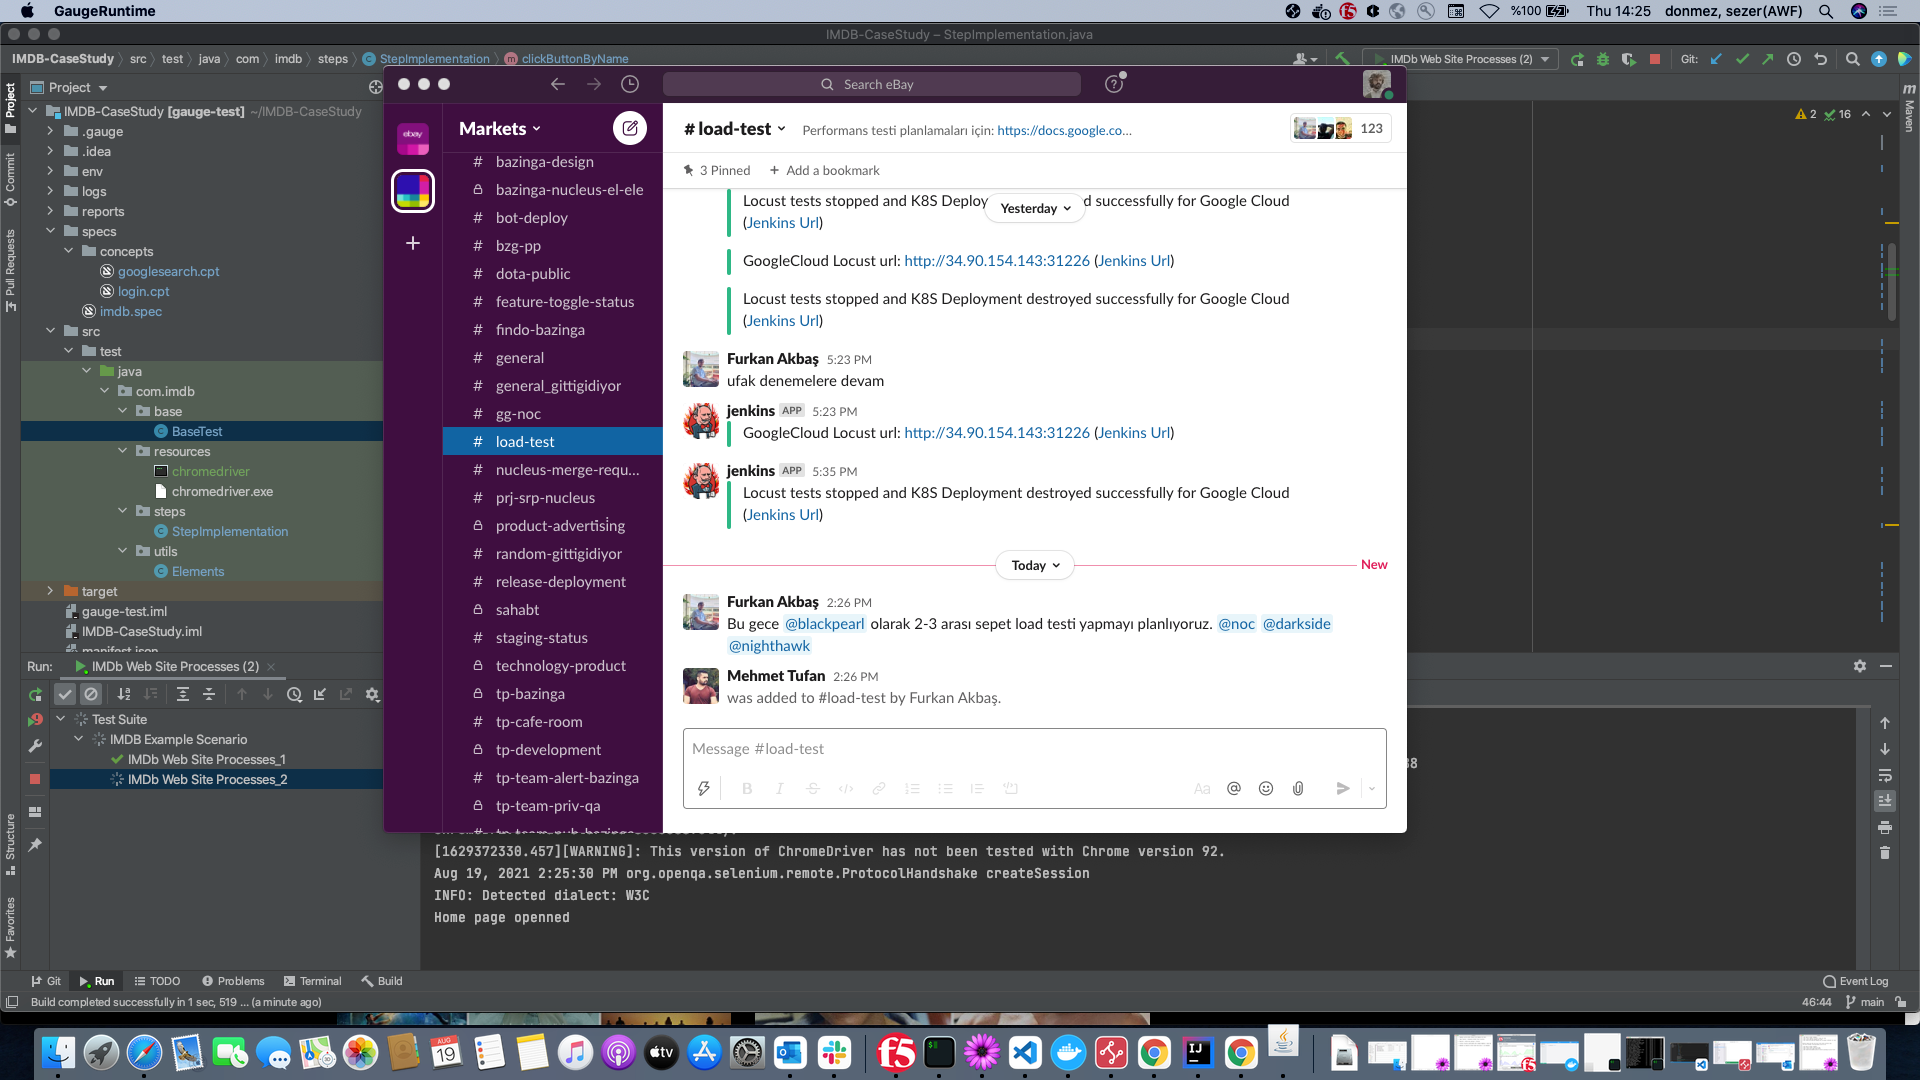 GaugeRuntime
%100
Thu 14:25
donmez, sezer(AWF)
IMDB-CaseStudy – StepImplementation.java
IMDB-CaseStudy
src
test
java
com
imdb
steps
StepImplementation
clickButtonByName
IMDb Web Site Processes (2)
Git:
Project
2
16
Project
Commit
Pull Requests
Structure
Favorites
Maven
IMDB-CaseStudy [gauge-test] ~/IMDB-CaseStudy
.gauge
.idea
env
logs
reports
specs
concepts
googlesearch.cpt
login.cpt
imdb.spec
src
test
java
com.imdb
base
BaseTest
resources
chromedriver
chromedriver.exe
steps
StepImplementation
utils
Elements
target
gauge-test.iml
IMDB-CaseStudy.iml
manifest.json
Search eBay
ebay
Markets
# bazinga-design
bazinga-nucleus-el-ele
# bot-deploy
# bzg-pp
# dota-public
# feature-toggle-status
# findo-bazinga
# general
# general_gittigidiyor
# gg-noc
# load-test
# nucleus-merge-requ...
# prj-srp-nucleus
product-advertising
# random-gittigidiyor
# release-deployment
sahabt
# staging-status
technology-product
tp-bazinga
# tp-cafe-room
tp-development
# tp-team-alert-bazinga
tp-team-priv-qa
# load-test
Performans testi planlamaları için: https://docs.google.co...
123
3 Pinned
+ Add a bookmark
Yesterday
Locust tests stopped and K8S Deploy d successfully for Google Cloud
(Jenkins Url)
GoogleCloud Locust url: http://34.90.154.143:31226 (Jenkins Url)
Locust tests stopped and K8S Deployment destroyed successfully for Google Cloud
(Jenkins Url)
Furkan Akbaş 5:23 PM
ufak denemelere devam
jenkins APP 5:23 PM
GoogleCloud Locust url: http://34.90.154.143:31226 (Jenkins Url)
jenkins APP 5:35 PM
Locust tests stopped and K8S Deployment destroyed successfully for Google Cloud
(Jenkins Url)
Today
New
Furkan Akbaş 2:26 PM
Bu gece @blackpearl olarak 2-3 arası sepet load testi yapmayı planlıyoruz. @noc @darkside
@nighthawk
Mehmet Tufan 2:26 PM
was added to #load-test by Furkan Akbaş.
Message #load-test
B I S Aa @
Run:
IMDb Web Site Processes (2)
Test Suite
IMDB Example Scenario
IMDb Web Site Processes_1
IMDb Web Site Processes_2
[1629372330.457][WARNING]: This version of ChromeDriver has not been tested with Chrome version 92.
Aug 19, 2021 2:25:30 PM org.openqa.selenium.remote.ProtocolHandshake createSession
INFO: Detected dialect: W3C
Home page openned
Git
Run
TODO
Problems
Terminal
Build
Event Log
Build completed successfully in 1 sec, 519 ... (a minute ago)
46:44
main
AUG
19
tv
f5
IJ